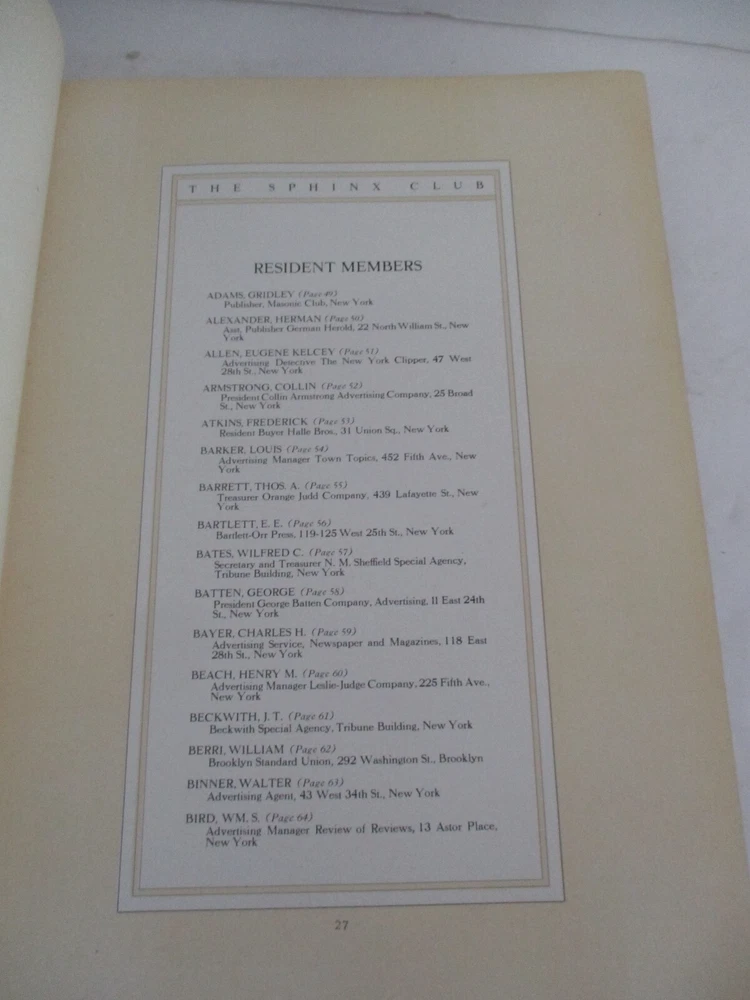 THE SPHINX CLUB
RESIDENT MEMBERS
ADAMS, GRIDLEY (Page 49)
Publisher, Masonic Club, New York
ALEXANDER, HERMAN (Page 50)
Asst. Publisher German Herold, 22 North William St., New
York
ALLEN, EUGENE KELCEY (Page 51)
Advertising Detective The New York Clipper, 47 West
28th St., New York
ARMSTRONG, COLLIN (Page 52)
President Collin Armstrong Advertising Company, 25 Broad
St., New York
ATKINS, FREDERICK (Page 53)
Resident Buyer Halle Bros., 31 Union Sq., New York
BARKER, LOUIS (Page 54)
Advertising Manager Town Topics, 452 Fifth Ave., New
York
BARRETT, THOS. A. (Page 55)
Treasurer Orange Judd Company, 439 Lafayette St., New
York
BARTLETT, E. E. (Page 56)
Bartlett-Orr Press, 119-125 West 25th St., New York
BATES, WILFRED C. (Page 57)
Secretary and Treasurer N. M. Sheffield Special Agency,
Tribune Building, New York
BATTEN, GEORGE (Page 58)
President George Batten Company, Advertising, 11 East 24th
St., New York
BAYER, CHARLES H. (Page 59)
Advertising Service, Newspaper and Magazines, 118 East
28th St., New York
BEACH, HENRY M. (Page 60)
Advertising Manager Leslie-Judge Company, 225 Fifth Ave.,
New York
BECKWITH, J. T. (Page 61)
Beckwith Special Agency, Tribune Building, New York
BERRI, WILLIAM (Page 62)
Brooklyn Standard Union, 292 Washington St., Brooklyn
BINNER, WALTER (Page 63)
Advertising Agent, 43 West 34th St., New York
BIRD, WM. S. (Page 64)
Advertising Manager Review of Reviews, 13 Astor Place,
New York
27